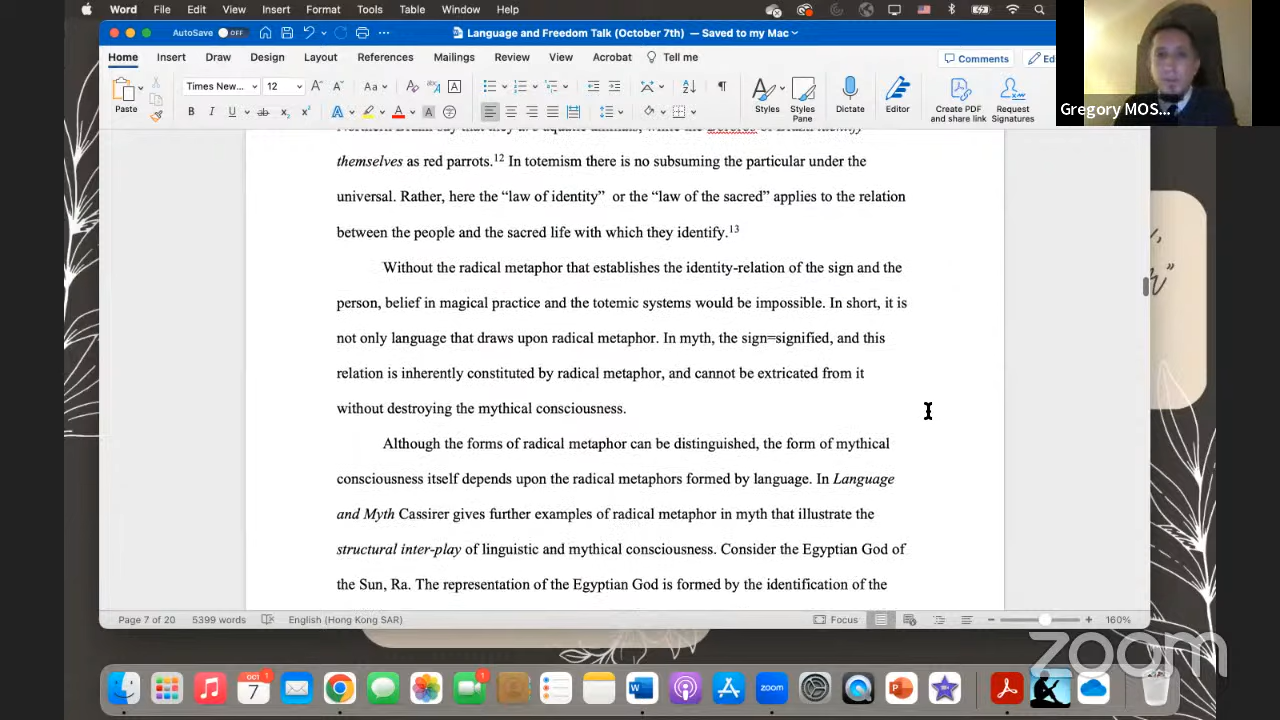 Word File Edit View Insert Format Tools Table Window Help
AutoSave OFF Language and Freedom Talk (October 7th) — Saved to my Mac
Home Insert Draw Design Layout References Mailings Review View Acrobat Tell me Comments
Times New... 12 Aa A
Paste Styles Styles Pane Dictate Editor Create PDF and share link Request Signatures
Gregory MOS...
themselves as red parrots.12 In totemism there is no subsuming the particular under the
universal. Rather, here the “law of identity” or the “law of the sacred” applies to the relation
between the people and the sacred life with which they identify.13
Without the radical metaphor that establishes the identity-relation of the sign and the
person, belief in magical practice and the totemic systems would be impossible. In short, it is
not only language that draws upon radical metaphor. In myth, the sign=signified, and this
relation is inherently constituted by radical metaphor, and cannot be extricated from it
without destroying the mythical consciousness.
Although the forms of radical metaphor can be distinguished, the form of mythical
consciousness itself depends upon the radical metaphors formed by language. In Language
and Myth Cassirer gives further examples of radical metaphor in myth that illustrate the
structural inter-play of linguistic and mythical consciousness. Consider the Egyptian God of
the Sun, Ra. The representation of the Egyptian God is formed by the identification of the
Page 7 of 20 5399 words English (Hong Kong SAR) Focus 160%
zoom
OCT 7 1 1 zoom